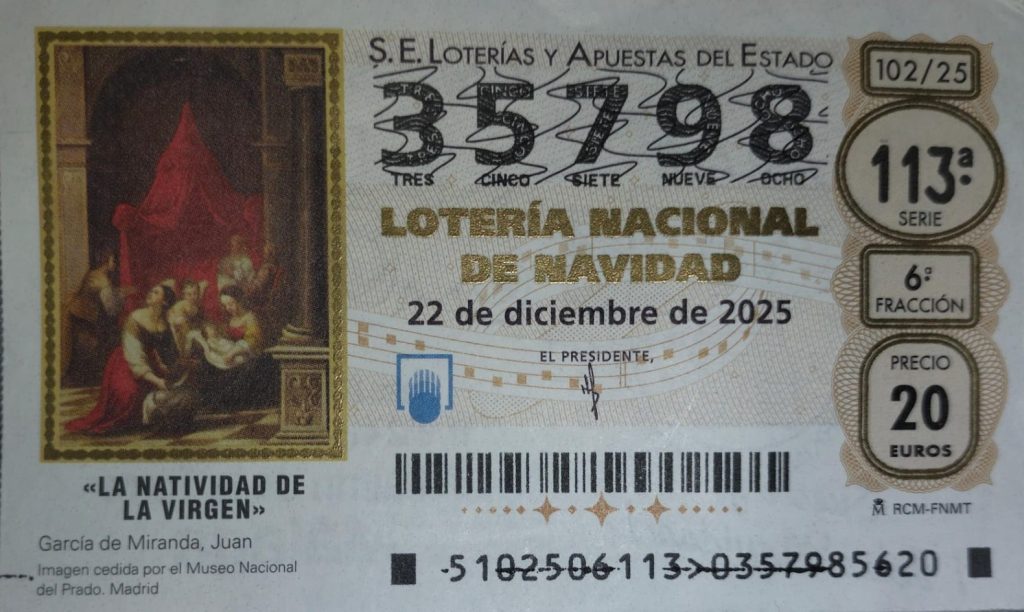 S.E. LOTERÍAS Y APUESTAS DEL ESTADO
35798
TRES CINCO SIETE NUEVE OCHO
LOTERÍA NACIONAL
DE NAVIDAD
22 de diciembre de 2025
EL PRESIDENTE,
102/25
113ª
SERIE
6ª
FRACCIÓN
PRECIO
20
EUROS
RCM-FNMT
«LA NATIVIDAD DE
LA VIRGEN»
García de Miranda, Juan
Imagen cedida por el Museo Nacional
del Prado. Madrid
5102506113>0357985620